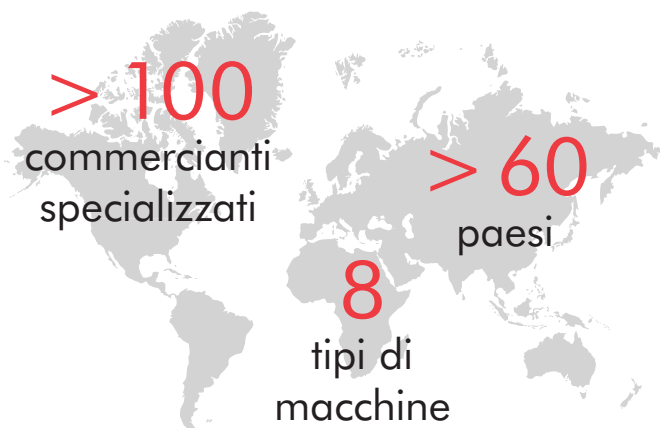 > 100
commercianti
specializzati
> 60
paesi
8
tipi di
macchine